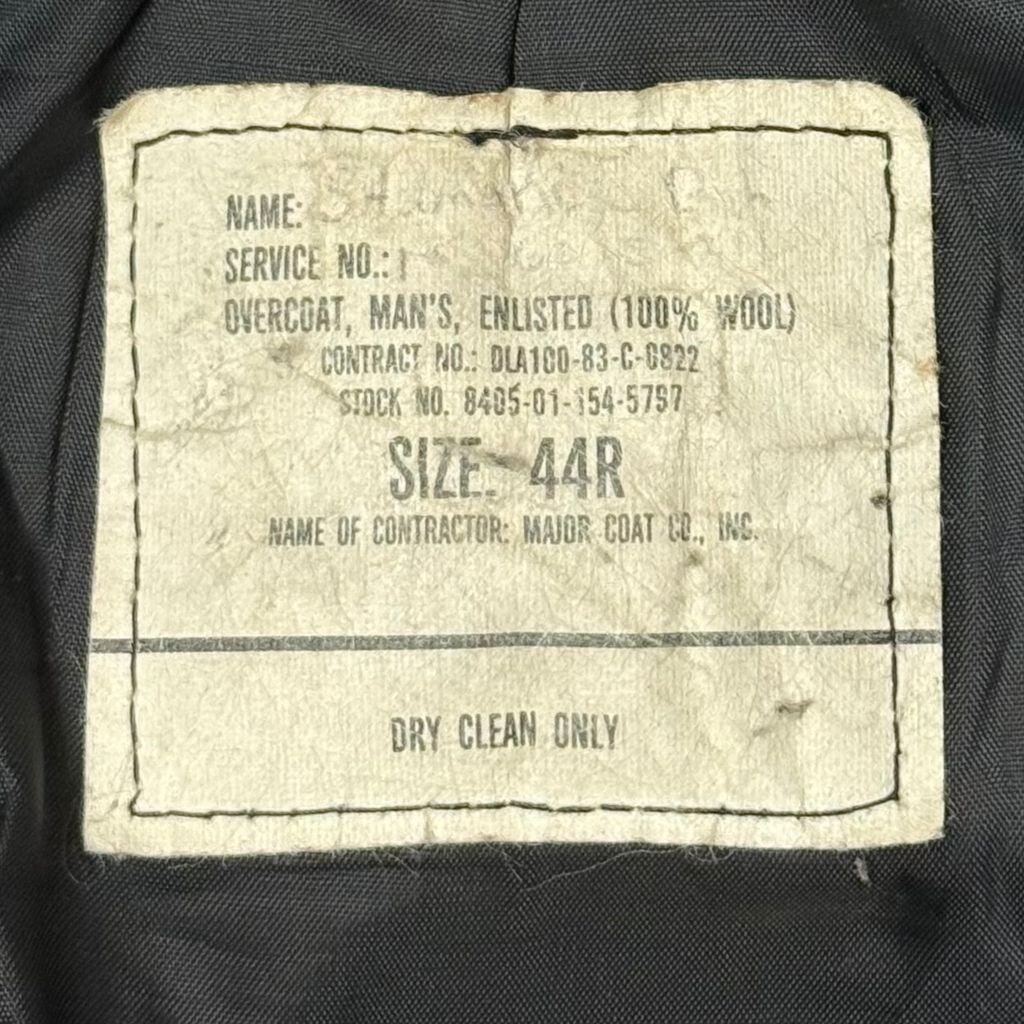 NAME:
SERVICE NO.:
OVERCOAT, MAN'S, ENLISTED (100% WOOL)
CONTRACT NO.: DLA100-83-C-0822
STOCK NO. 8405-01-154-5797
SIZE: 44R
NAME OF CONTRACTOR: MAJOR COAT CO., INC.
DRY CLEAN ONLY